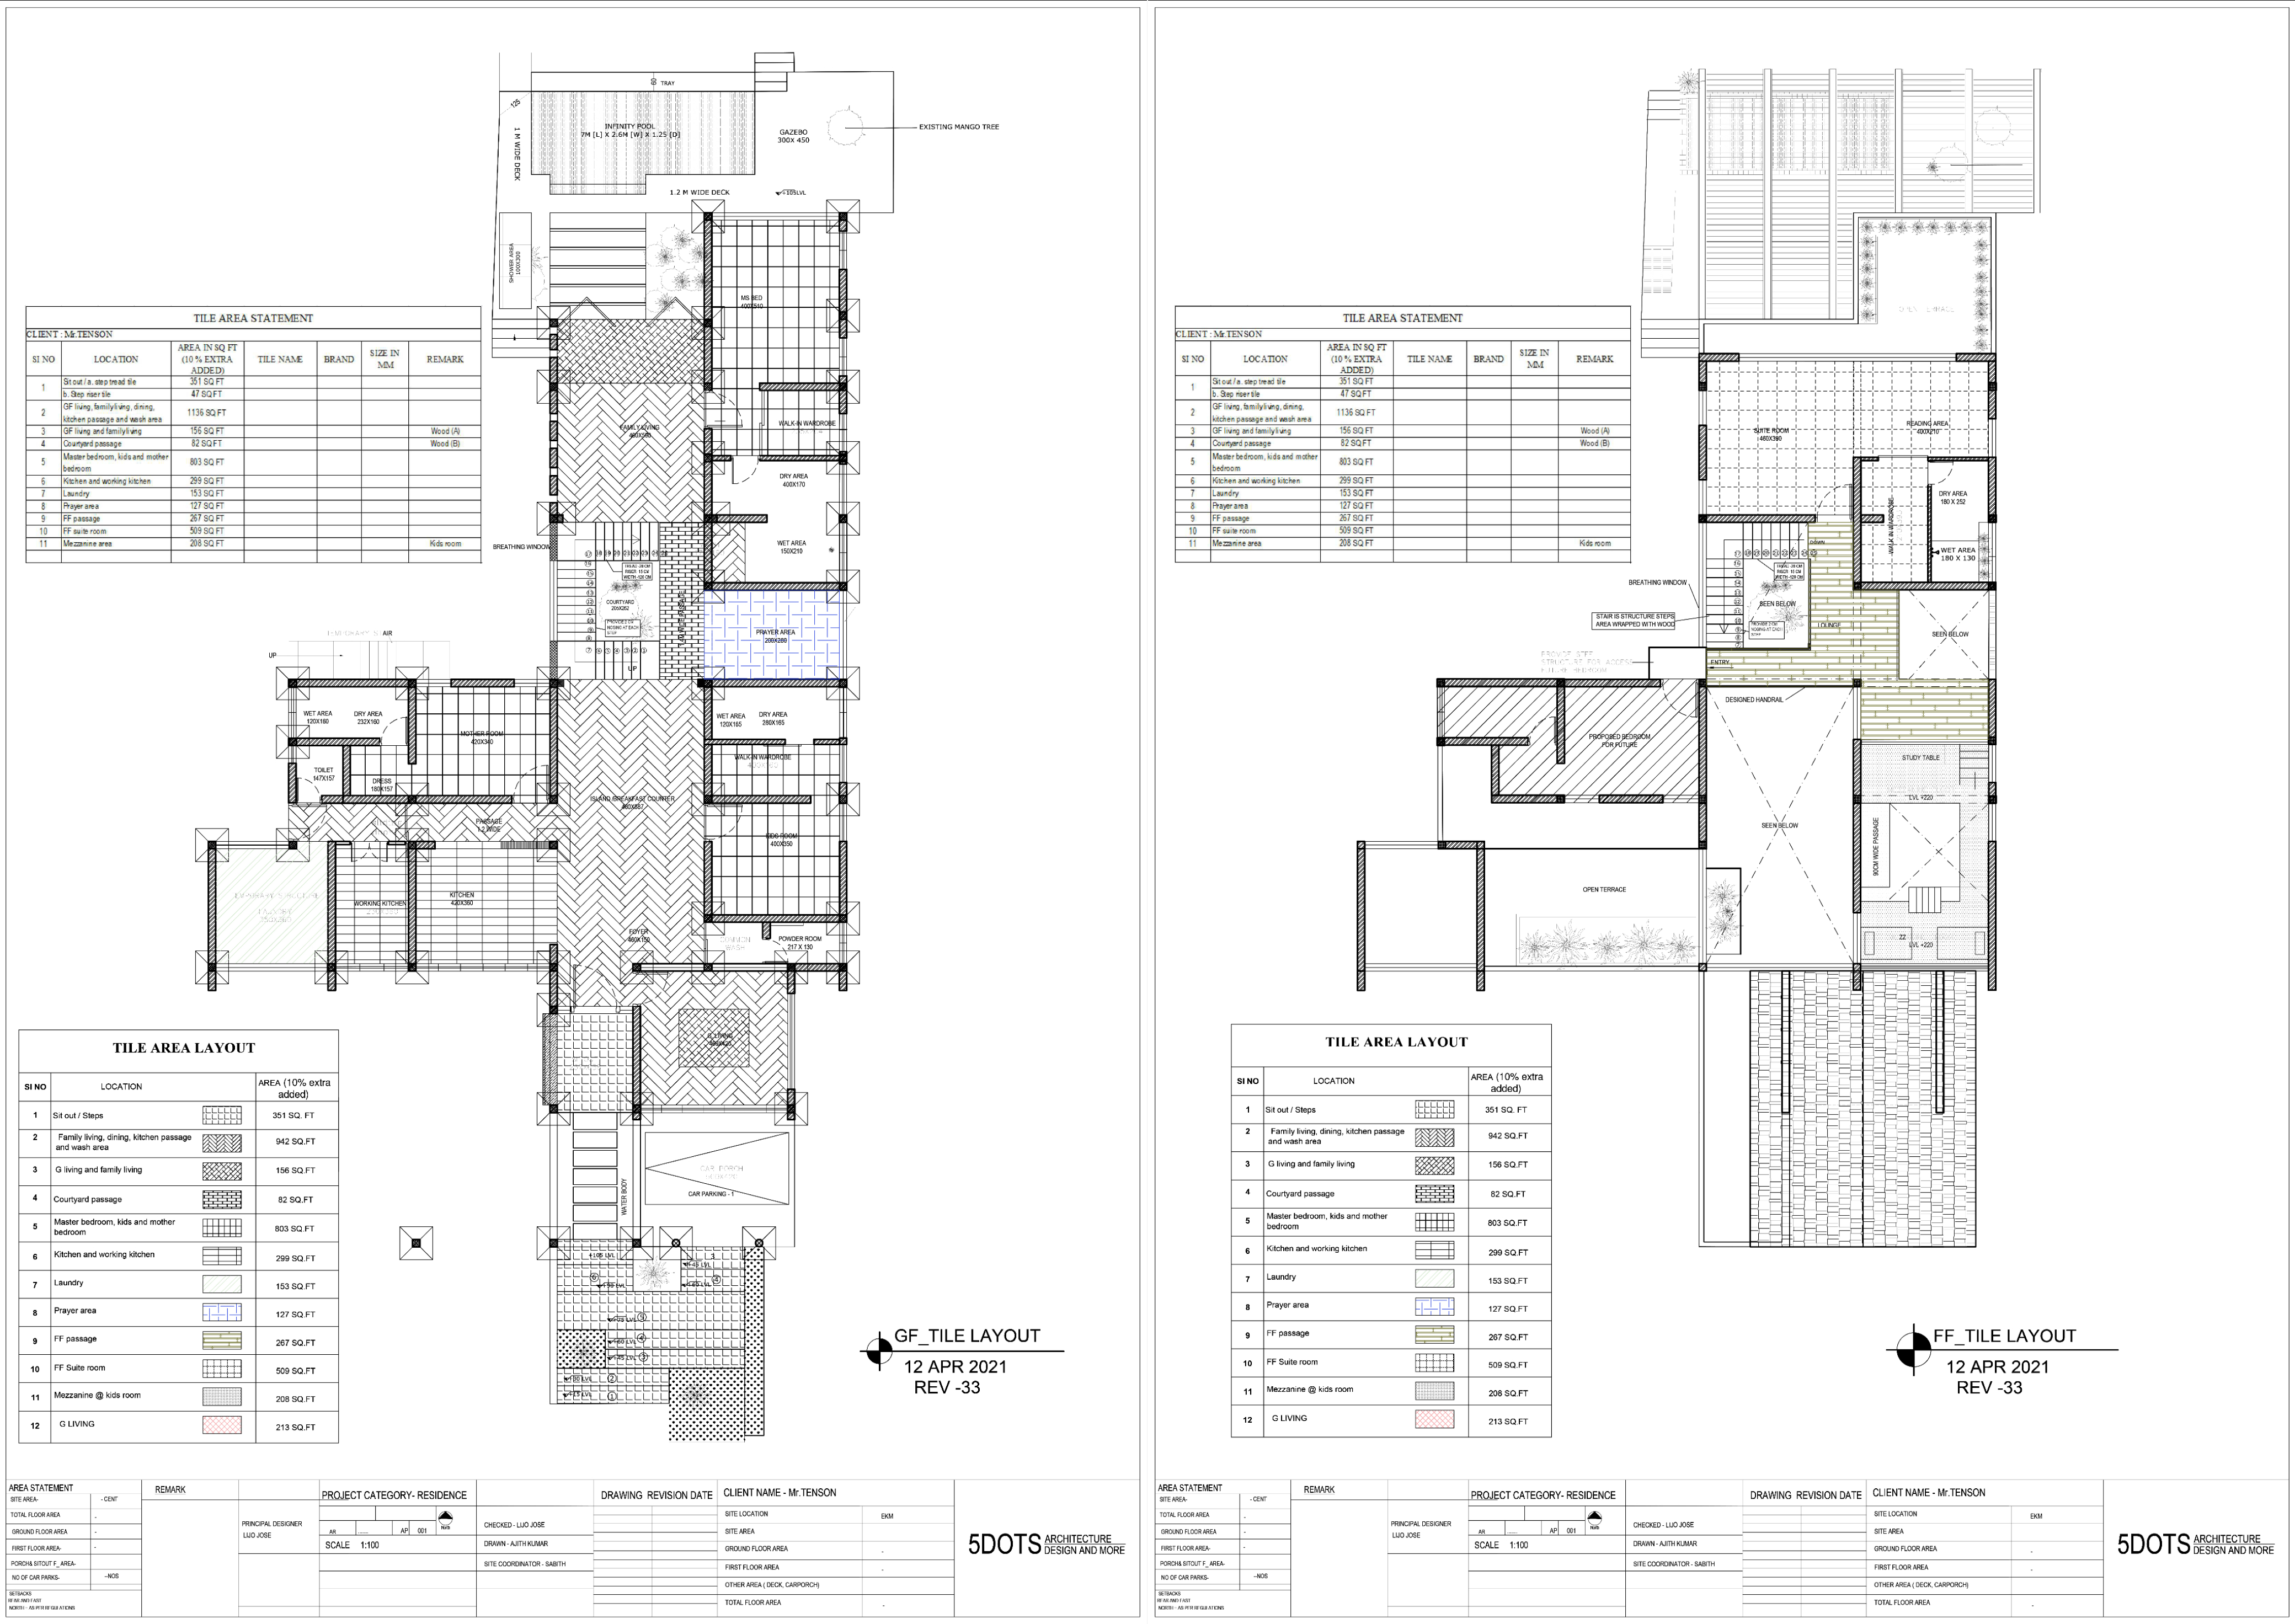 60 TRAY
120
INFINITY POOL
7M [L] X 2.6M [W] X 1.25 [D]
1 M WIDE DECK
GAZEBO
300X 450
EXISTING MANGO TREE
1.2 M WIDE DECK
+105LVL
SHOWER AREA
MS BED
400X510
FAMILY LIVING
WALK-IN WARDROBE
DRY AREA
400X170
BREATHING WINDOW
WET AREA
150X210
COURTYARD
205X262
UP
PRAYER AREA
200X280
TEMPORARY STAIR
UP
WET AREA
120X160
DRY AREA
232X160
MOTHER ROOM
420X340
WET AREA
120X165
DRY AREA
280X165
TOILET
147X157
DRESS
180X157
WALK-IN WARDROBE
ISLAND BREAKFAST COUNTER
PASSAGE
1.2 WIDE
KIDS ROOM
400X350
WORKING KITCHEN
KITCHEN
420X360
FOYER
COMMON
WASH
POWDER ROOM
217 X 130
CAR PORCH
CAR PARKING - 1
WATER BODY
TILE AREA STATEMENT
CLIENT : Mr.TENSON
SI NO LOCATION AREA IN SQ FT (10 % EXTRA ADDED) TILE NAME BRAND SIZE IN MM REMARK
1 Sit out / a. step tread tile 351 SQ FT
b. Step riser tile 47 SQ FT
2 GF living, family living, dining, kitchen passage and wash area 1136 SQ FT
3 GF living and family living 156 SQ FT Wood (A)
4 Courtyard passage 82 SQ FT Wood (B)
5 Master bedroom, kids and mother bedroom 803 SQ FT
6 Kitchen and working kitchen 299 SQ FT
7 Laundry 153 SQ FT
8 Prayer area 127 SQ FT
9 FF passage 267 SQ FT
10 FF suite room 509 SQ FT
11 Mezzanine area 208 SQ FT Kids room
TILE AREA LAYOUT
SI NO LOCATION AREA (10% extra added)
1 Sit out / Steps 351 SQ. FT
2 Family living, dining, kitchen passage and wash area 942 SQ.FT
3 G living and family living 156 SQ.FT
4 Courtyard passage 82 SQ.FT
5 Master bedroom, kids and mother bedroom 803 SQ.FT
6 Kitchen and working kitchen 299 SQ.FT
7 Laundry 153 SQ.FT
8 Prayer area 127 SQ.FT
9 FF passage 267 SQ.FT
10 FF Suite room 509 SQ.FT
11 Mezzanine @ kids room 208 SQ.FT
12 G LIVING 213 SQ.FT
GF_TILE LAYOUT
12 APR 2021
REV -33
AREA STATEMENT
SITE AREA- - CENT
TOTAL FLOOR AREA -
GROUND FLOOR AREA -
FIRST FLOOR AREA- -
PORCH& SITOUT F_ AREA-
NO OF CAR PARKS- --NOS
SETBACKS
REAR AND EAST
NORTH - AS PER REGULATIONS
REMARK
PRINCIPAL DESIGNER
LIJO JOSE
PROJECT CATEGORY- RESIDENCE
AR ...... AP 001
SCALE 1:100
CHECKED - LIJO JOSE
DRAWN - AJITH KUMAR
SITE COORDINATOR - SABITH
DRAWING REVISION DATE
CLIENT NAME - Mr.TENSON
SITE LOCATION EKM
SITE AREA
GROUND FLOOR AREA -
FIRST FLOOR AREA -
OTHER AREA ( DECK, CARPORCH)
TOTAL FLOOR AREA -
5DOTS ARCHITECTURE
DESIGN AND MORE
OPEN TERRACE
SUITE ROOM
READING AREA
400X210
WALK IN WARDROBE
DRY AREA
180 X 252
WET AREA
180 X 130
DOWN
BREATHING WINDOW
STAIR IS STRUCTURE STEPS
AREA WRAPPED WITH WOOD
SEEN BELOW
LOUNGE
SEEN BELOW
ENTRY
DESIGNED HANDRAIL
PROPOSED BEDROOM
FOR FUTURE
STUDY TABLE
LVL +220
SEEN BELOW
90CM WIDE PASSAGE
OPEN TERRACE
LVL +220
TILE AREA STATEMENT
CLIENT : Mr.TENSON
SI NO LOCATION AREA IN SQ FT (10 % EXTRA ADDED) TILE NAME BRAND SIZE IN MM REMARK
1 Sit out / a. step tread tile 351 SQ FT
b. Step riser tile 47 SQ FT
2 GF living, family living, dining, kitchen passage and wash area 1136 SQ FT
3 GF living and family living 156 SQ FT Wood (A)
4 Courtyard passage 82 SQ FT Wood (B)
5 Master bedroom, kids and mother bedroom 803 SQ FT
6 Kitchen and working kitchen 299 SQ FT
7 Laundry 153 SQ FT
8 Prayer area 127 SQ FT
9 FF passage 267 SQ FT
10 FF suite room 509 SQ FT
11 Mezzanine area 208 SQ FT Kids room
TILE AREA LAYOUT
SI NO LOCATION AREA (10% extra added)
1 Sit out / Steps 351 SQ. FT
2 Family living, dining, kitchen passage and wash area 942 SQ.FT
3 G living and family living 156 SQ.FT
4 Courtyard passage 82 SQ.FT
5 Master bedroom, kids and mother bedroom 803 SQ.FT
6 Kitchen and working kitchen 299 SQ.FT
7 Laundry 153 SQ.FT
8 Prayer area 127 SQ.FT
9 FF passage 267 SQ.FT
10 FF Suite room 509 SQ.FT
11 Mezzanine @ kids room 208 SQ.FT
12 G LIVING 213 SQ.FT
FF_TILE LAYOUT
12 APR 2021
REV -33
AREA STATEMENT
SITE AREA- - CENT
TOTAL FLOOR AREA -
GROUND FLOOR AREA -
FIRST FLOOR AREA- -
PORCH& SITOUT F_ AREA-
NO OF CAR PARKS- --NOS
SETBACKS
REAR AND EAST
NORTH - AS PER REGULATIONS
REMARK
PRINCIPAL DESIGNER
LIJO JOSE
PROJECT CATEGORY- RESIDENCE
AR ...... AP 001
SCALE 1:100
CHECKED - LIJO JOSE
DRAWN - AJITH KUMAR
SITE COORDINATOR - SABITH
DRAWING REVISION DATE
CLIENT NAME - Mr.TENSON
SITE LOCATION EKM
SITE AREA
GROUND FLOOR AREA -
FIRST FLOOR AREA -
OTHER AREA ( DECK, CARPORCH)
TOTAL FLOOR AREA -
5DOTS ARCHITECTURE
DESIGN AND MORE